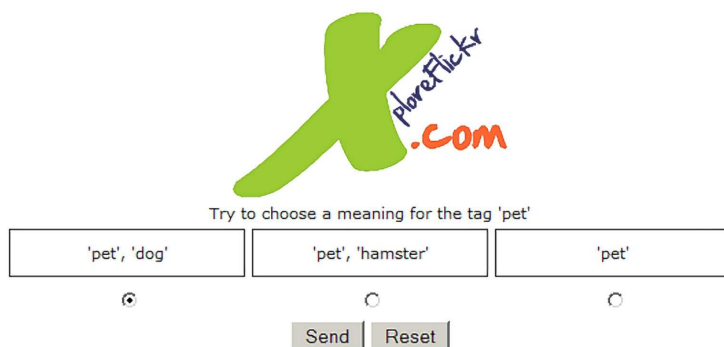 XploreFlickr
.com
Try to choose a meaning for the tag 'pet'
'pet', 'dog' 'pet', 'hamster' 'pet'
Send Reset